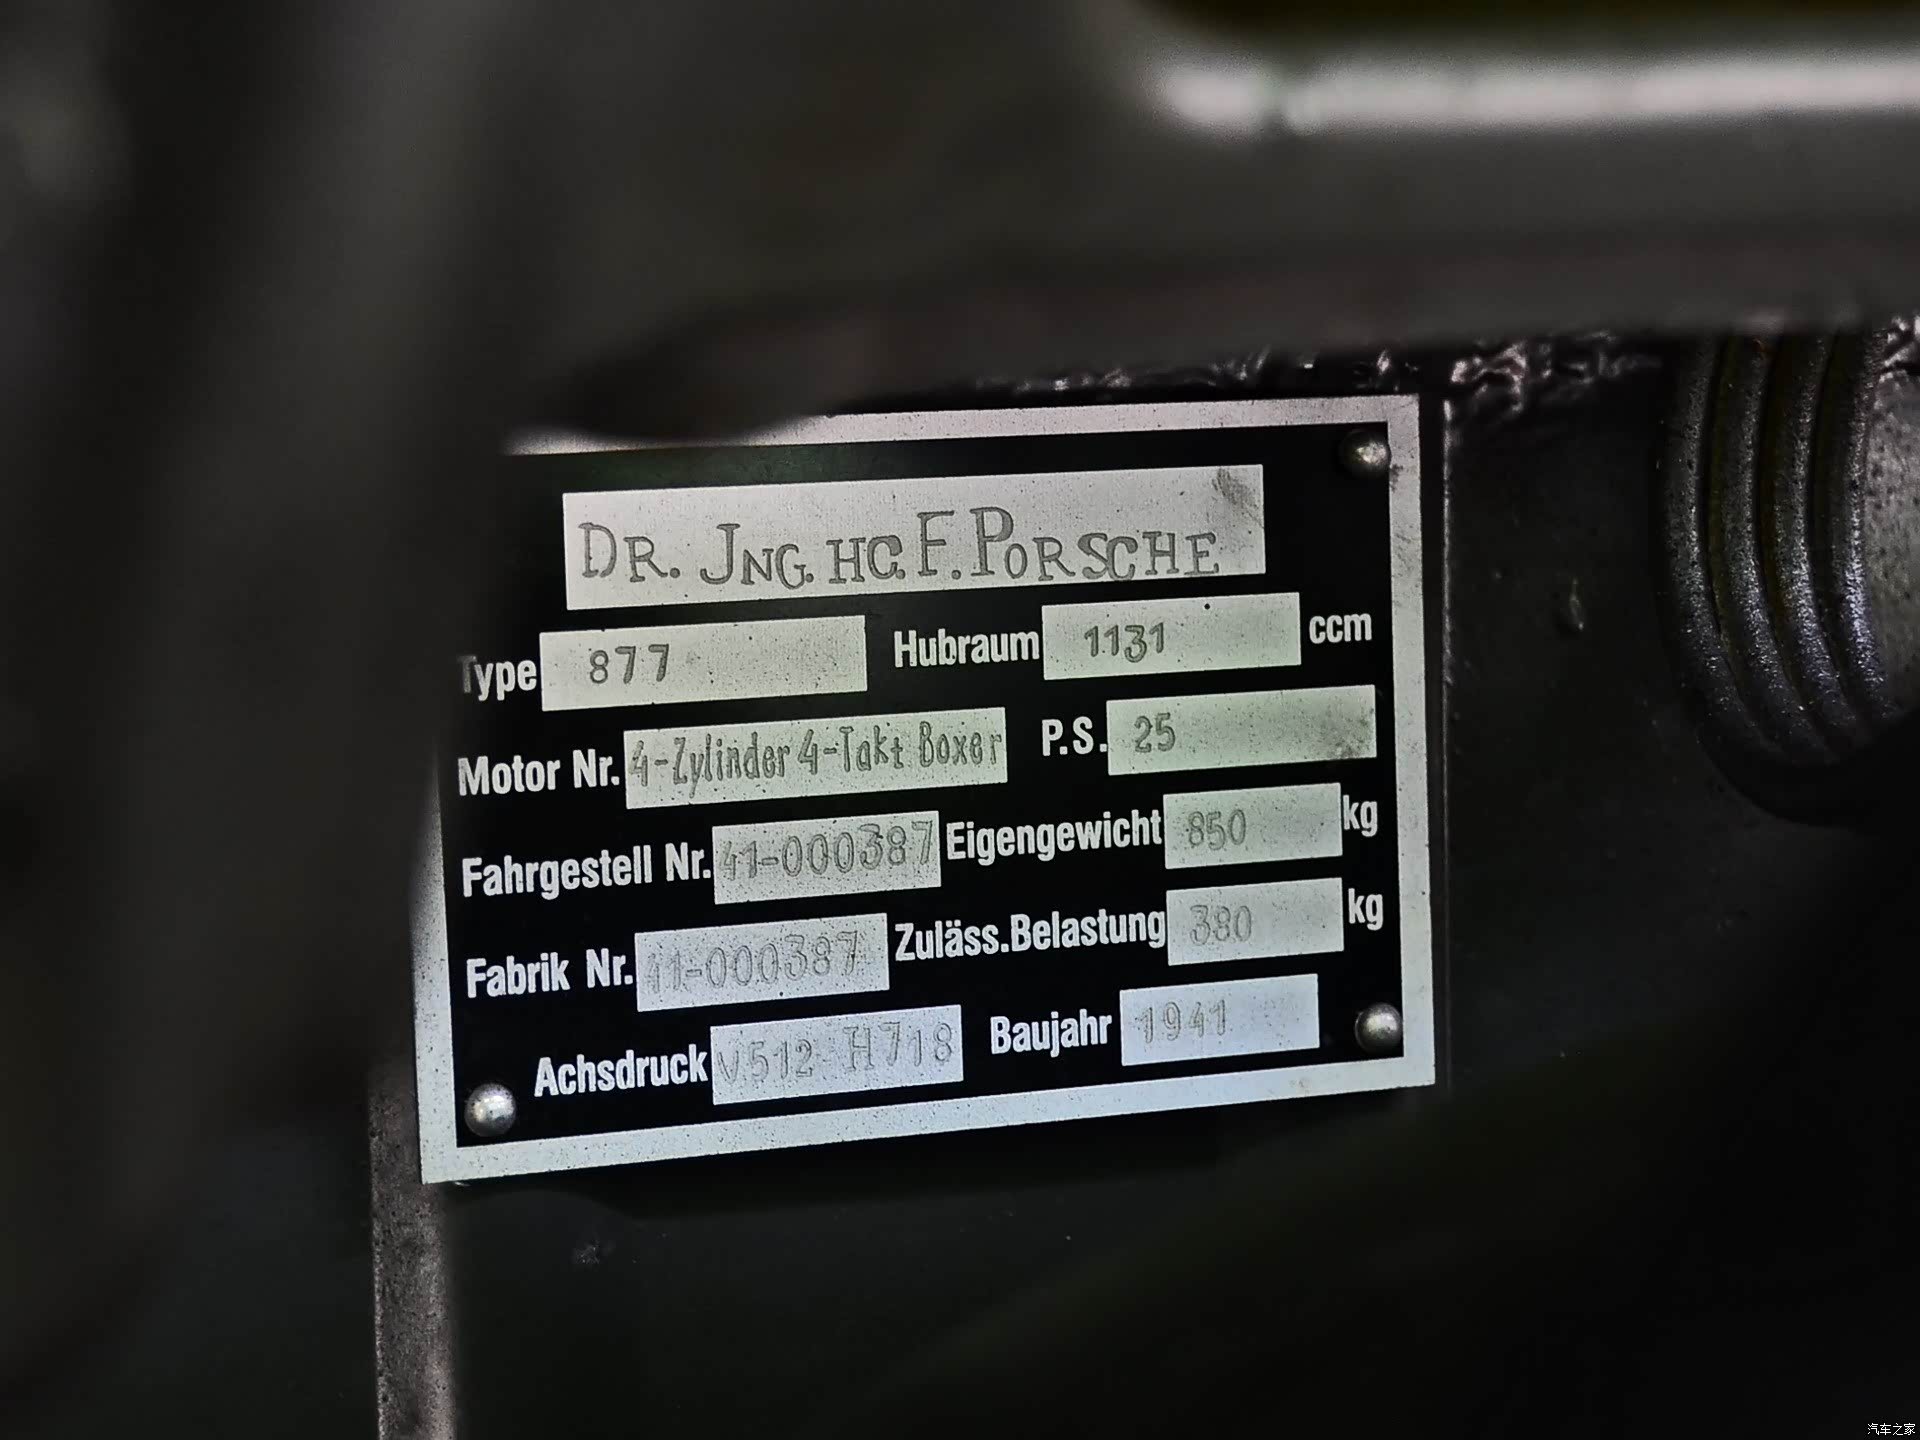 DR. JNG. HC. F. PORSCHE
Type 877 Hubraum 1131 ccm
Motor Nr. 4-Zylinder 4-Takt Boxer P.S. 25
Fahrgestell Nr. 41-000387 Eigengewicht 850 kg
Fabrik Nr. 41-000387 Zuläss.Belastung 380 kg
Achsdruck V512 H718 Baujahr 1941
汽车之家